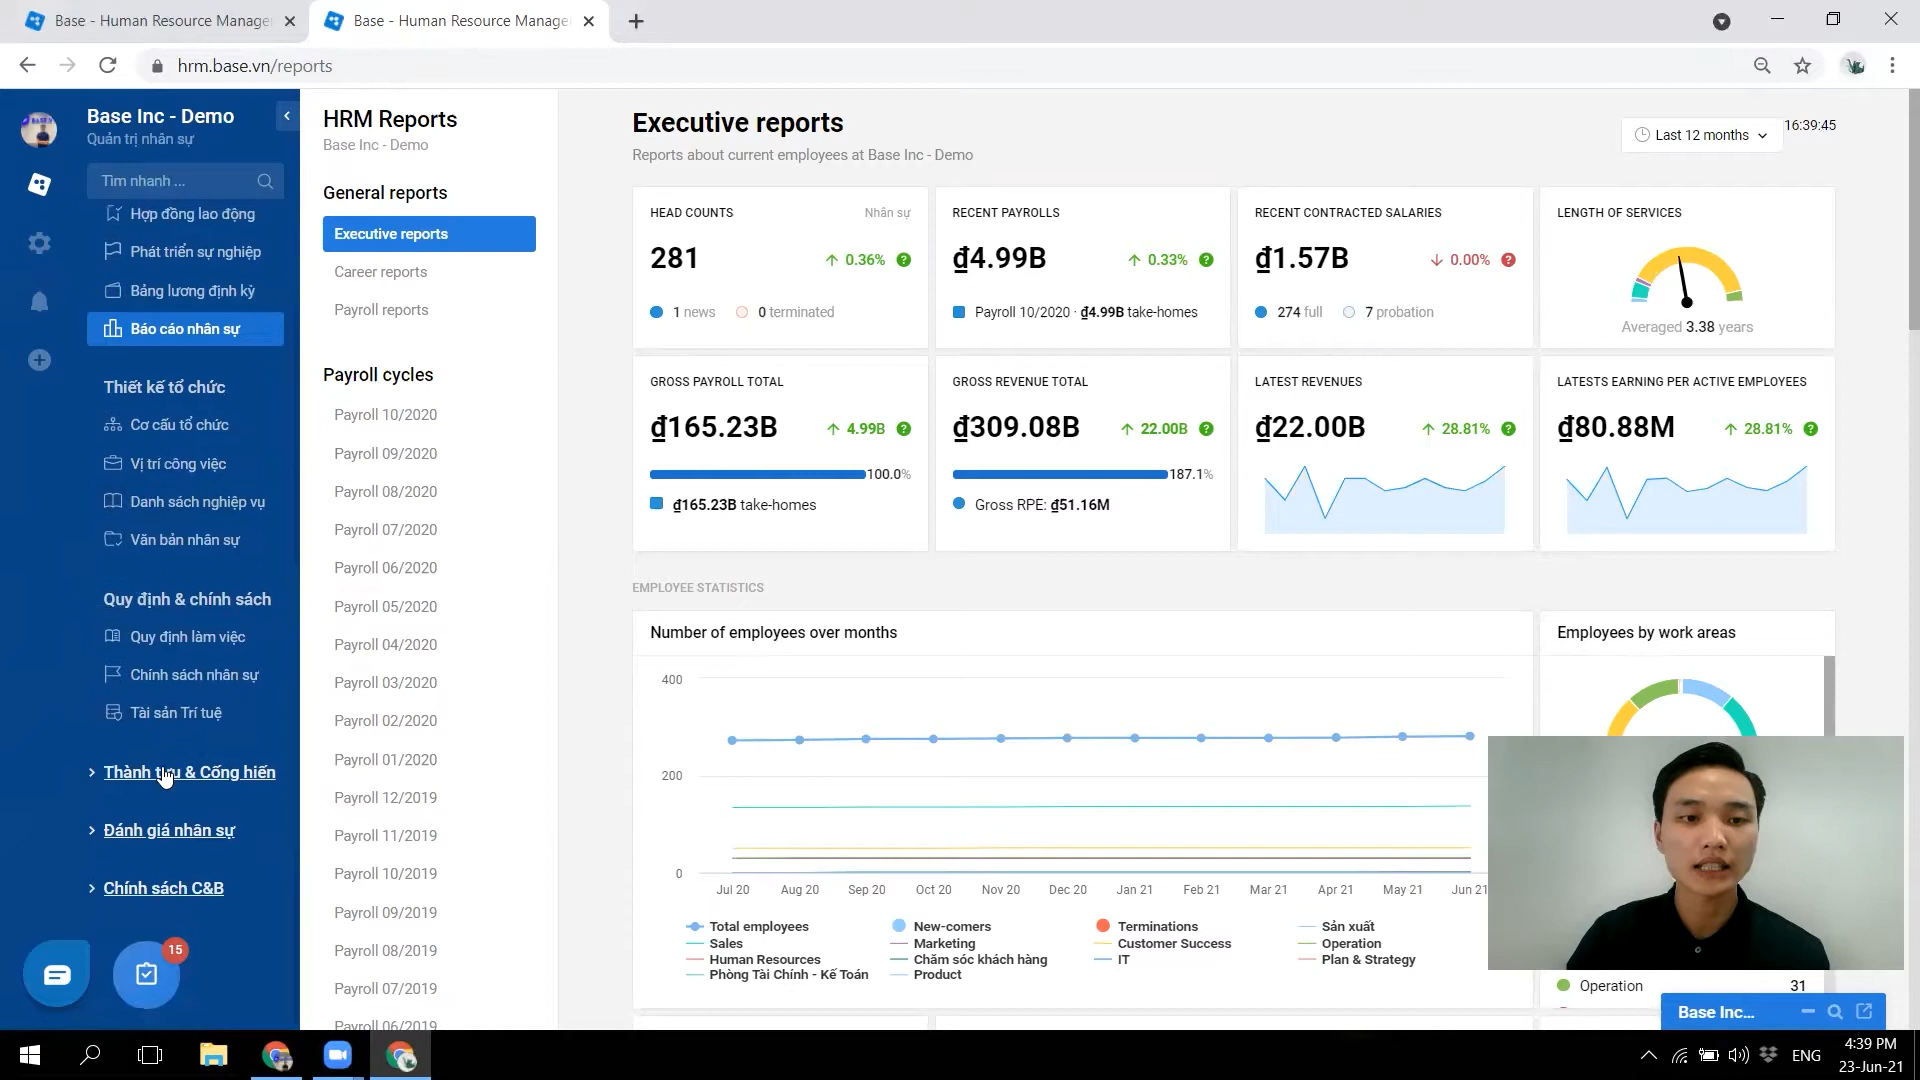 Base - Human Resource Manage
Base - Human Resource Manage
hrm.base.vn/reports
Base Inc - Demo
Quản trị nhân sự
Tìm nhanh ...
Hợp đồng lao động
Phát triển sự nghiệp
Bảng lương định kỳ
Báo cáo nhân sự
Thiết kế tổ chức
Cơ cấu tổ chức
Vị trí công việc
Danh sách nghiệp vụ
Văn bản nhân sự
Quy định & chính sách
Quy định làm việc
Chính sách nhân sự
Tài sản Trí tuệ
Thành tựu & Cống hiến
Đánh giá nhân sự
Chính sách C&B
15
HRM Reports
Base Inc - Demo
General reports
Executive reports
Career reports
Payroll reports
Payroll cycles
Payroll 10/2020
Payroll 09/2020
Payroll 08/2020
Payroll 07/2020
Payroll 06/2020
Payroll 05/2020
Payroll 04/2020
Payroll 03/2020
Payroll 02/2020
Payroll 01/2020
Payroll 12/2019
Payroll 11/2019
Payroll 10/2019
Payroll 09/2019
Payroll 08/2019
Payroll 07/2019
Payroll 06/2019
Executive reports
Reports about current employees at Base Inc - Demo
Last 12 months
16:39:45
HEAD COUNTS
Nhân sự
281
0.36%
1 news
0 terminated
RECENT PAYROLLS
₫4.99B
0.33%
Payroll 10/2020 · ₫4.99B take-homes
RECENT CONTRACTED SALARIES
₫1.57B
0.00%
274 full
7 probation
LENGTH OF SERVICES
Averaged 3.38 years
GROSS PAYROLL TOTAL
₫165.23B
4.99B
100.0%
₫165.23B take-homes
GROSS REVENUE TOTAL
₫309.08B
22.00B
187.1%
Gross RPE: ₫51.16M
LATEST REVENUES
₫22.00B
28.81%
LATESTS EARNING PER ACTIVE EMPLOYEES
₫80.88M
28.81%
EMPLOYEE STATISTICS
Number of employees over months
400
200
0
Jul 20 Aug 20 Sep 20 Oct 20 Nov 20 Dec 20 Jan 21 Feb 21 Mar 21 Apr 21 May 21 Jun 21
Total employees New-comers Terminations Sản xuất
Sales Marketing Customer Success Operation
Human Resources Chăm sóc khách hàng IT Plan & Strategy
Phòng Tài Chính - Kế Toán Product
Employees by work areas
Operation 31
Base Inc...
ENG
4:39 PM
23-Jun-21